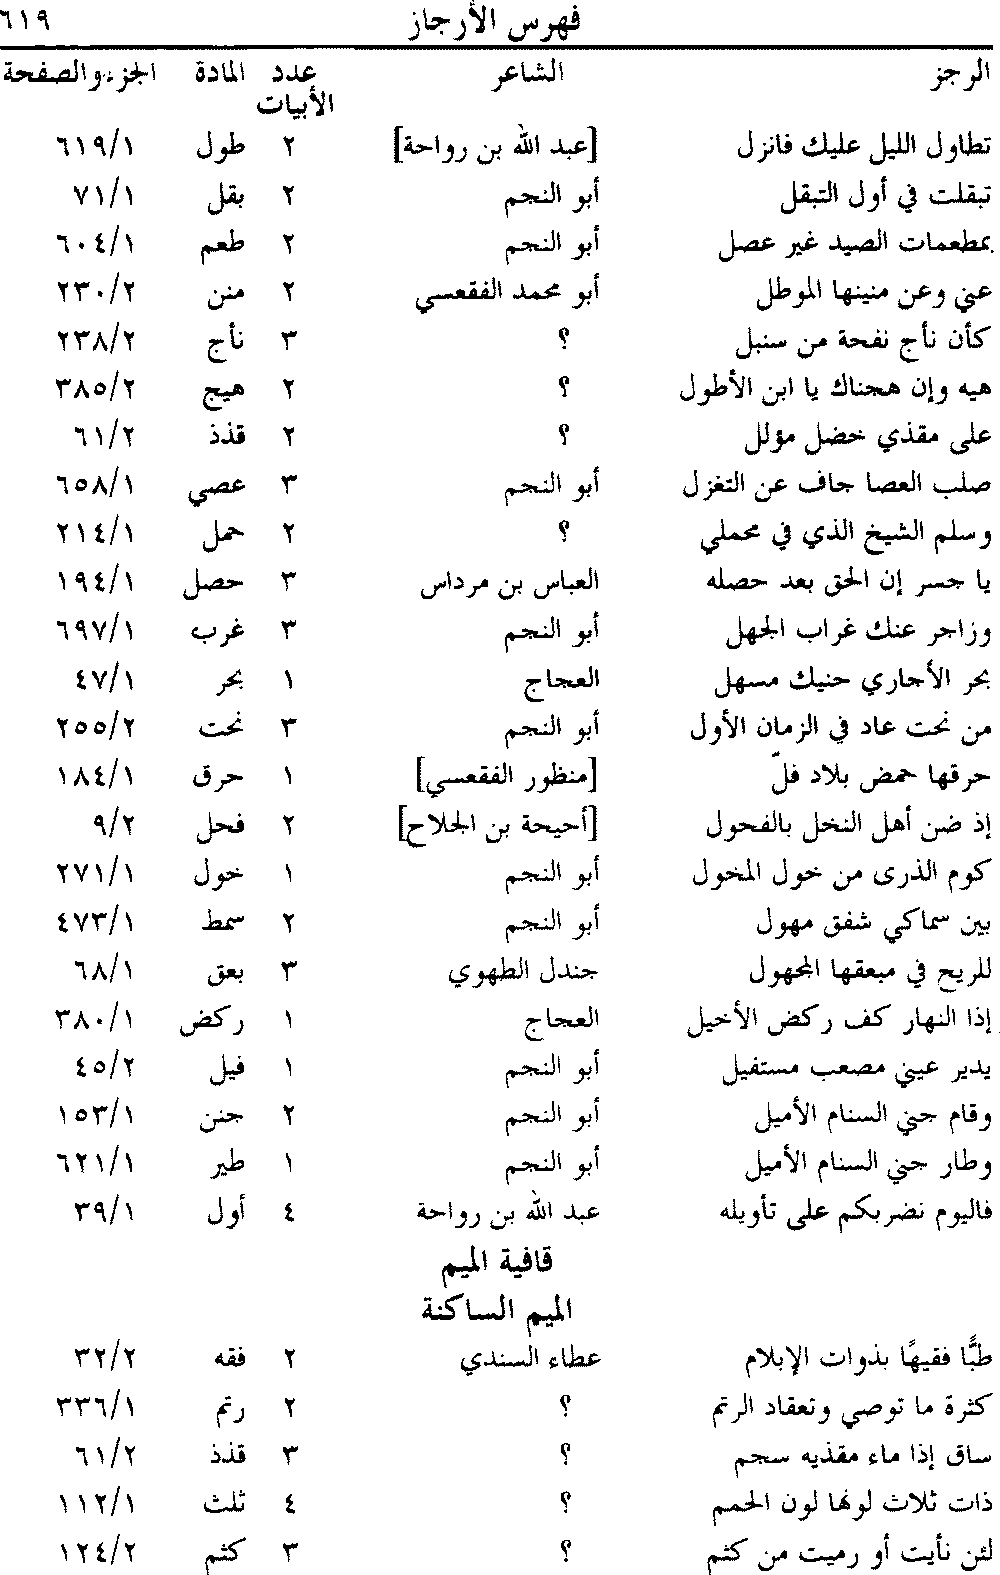 فهرس الأرجاز ٦١٩
الرجز الشاعر عدد الأبيات المادة الجزء والصفحة
تطاول الليل عليك فانزل [عبد الله بن رواحة] ٢ طول ٦١٩/١
تبقلت في أول التبقل أبو النجم ٢ بقل ٧١/١
بمطعمات الصيد غير عصل أبو النجم ٢ طعم ٦٠٤/١
عني وعن منينها الموطل أبو محمد الفقعسي ٢ منن ٢٣٠/٢
كأن نأج نفحة من سنبل ؟ ٣ نأج ٢٣٨/٢
هيه وإن هجناك يا ابن الأطول ؟ ٢ هيج ٣٨٥/٢
على مقذي خضل مؤلل ؟ ٢ قذذ ٦١/٢
صلب العصا جاف عن التغزل أبو النجم ٣ عصي ٦٥٨/١
وسلم الشيخ الذي في محملي ؟ ٢ حمل ٢١٤/١
يا جسر إن الحق بعد حصله العباس بن مرداس ٣ حصل ١٩٤/١
وزاجر عنك غراب الجهل أبو النجم ٣ غرب ٦٩٧/١
بحر الأجاري حنيك مسهل العجاج ١ بحر ٤٧/١
من نحت عاد في الزمان الأول أبو النجم ٣ نحت ٢٥٥/٢
حرقها حمض بلاد فلّ [منظور الفقعسي] ١ حرق ١٨٤/١
إذ ضن أهل النخل بالفحول [أحيحة بن الجلاح] ٢ فحل ٩/٢
كوم الذرى من خول المخول أبو النجم ١ خول ٢٧١/١
بين سماكي شفق مهول أبو النجم ٢ سمط ٤٧٣/١
للريح في مبعقها المجهول جندل الطهوي ٣ بعق ٦٨/١
إذا النهار كف ركض الأخيل العجاج ١ ركض ٣٨٠/١
يدير عيني مصعب مستفيل أبو النجم ١ فيل ٤٥/٢
وقام جني السنام الأميل أبو النجم ٢ جنن ١٥٣/١
وطار جني السنام الأميل أبو النجم ١ طير ٦٢١/١
فاليوم نضربكم على تأويله عبد الله بن رواحة ٤ أول ٣٩/١
قافية الميم
الميم الساكنة
طبًّا فقيهًا بذوات الإبلام عطاء السندي ٢ فقه ٣٢/٢
كثرة ما توصي وتعقاد الرتم ؟ ٢ رتم ٣٣٦/١
ساق إذا ماء مقذيه سجم ؟ ٣ قذذ ٦١/٢
ذات ثلاث لونها لون الحمم ؟ ٤ ثلث ١١٢/١
لئن نأيت أو رميت من كثم ؟ ٣ كثم ١٢٤/٢